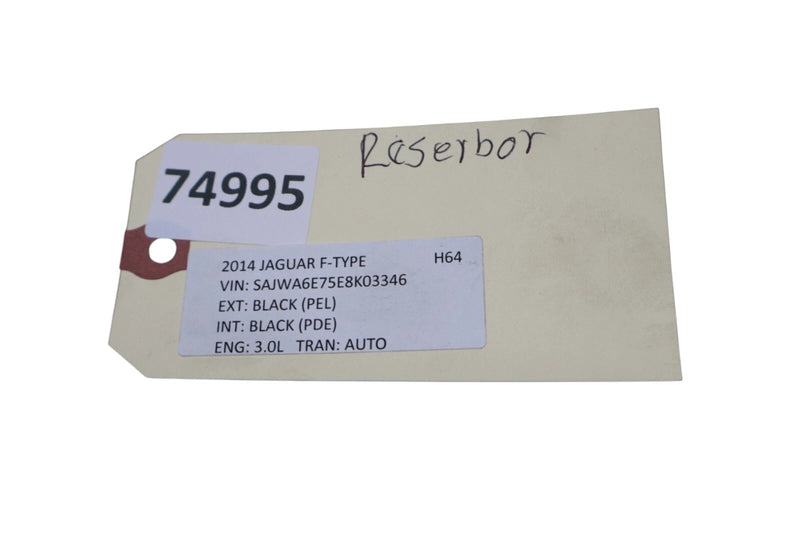 Reserbor
74995
2014 JAGUAR F-TYPE H64
VIN: SAJWA6E75E8K03346
EXT: BLACK (PEL)
INT: BLACK (PDE)
ENG: 3.0L TRAN: AUTO